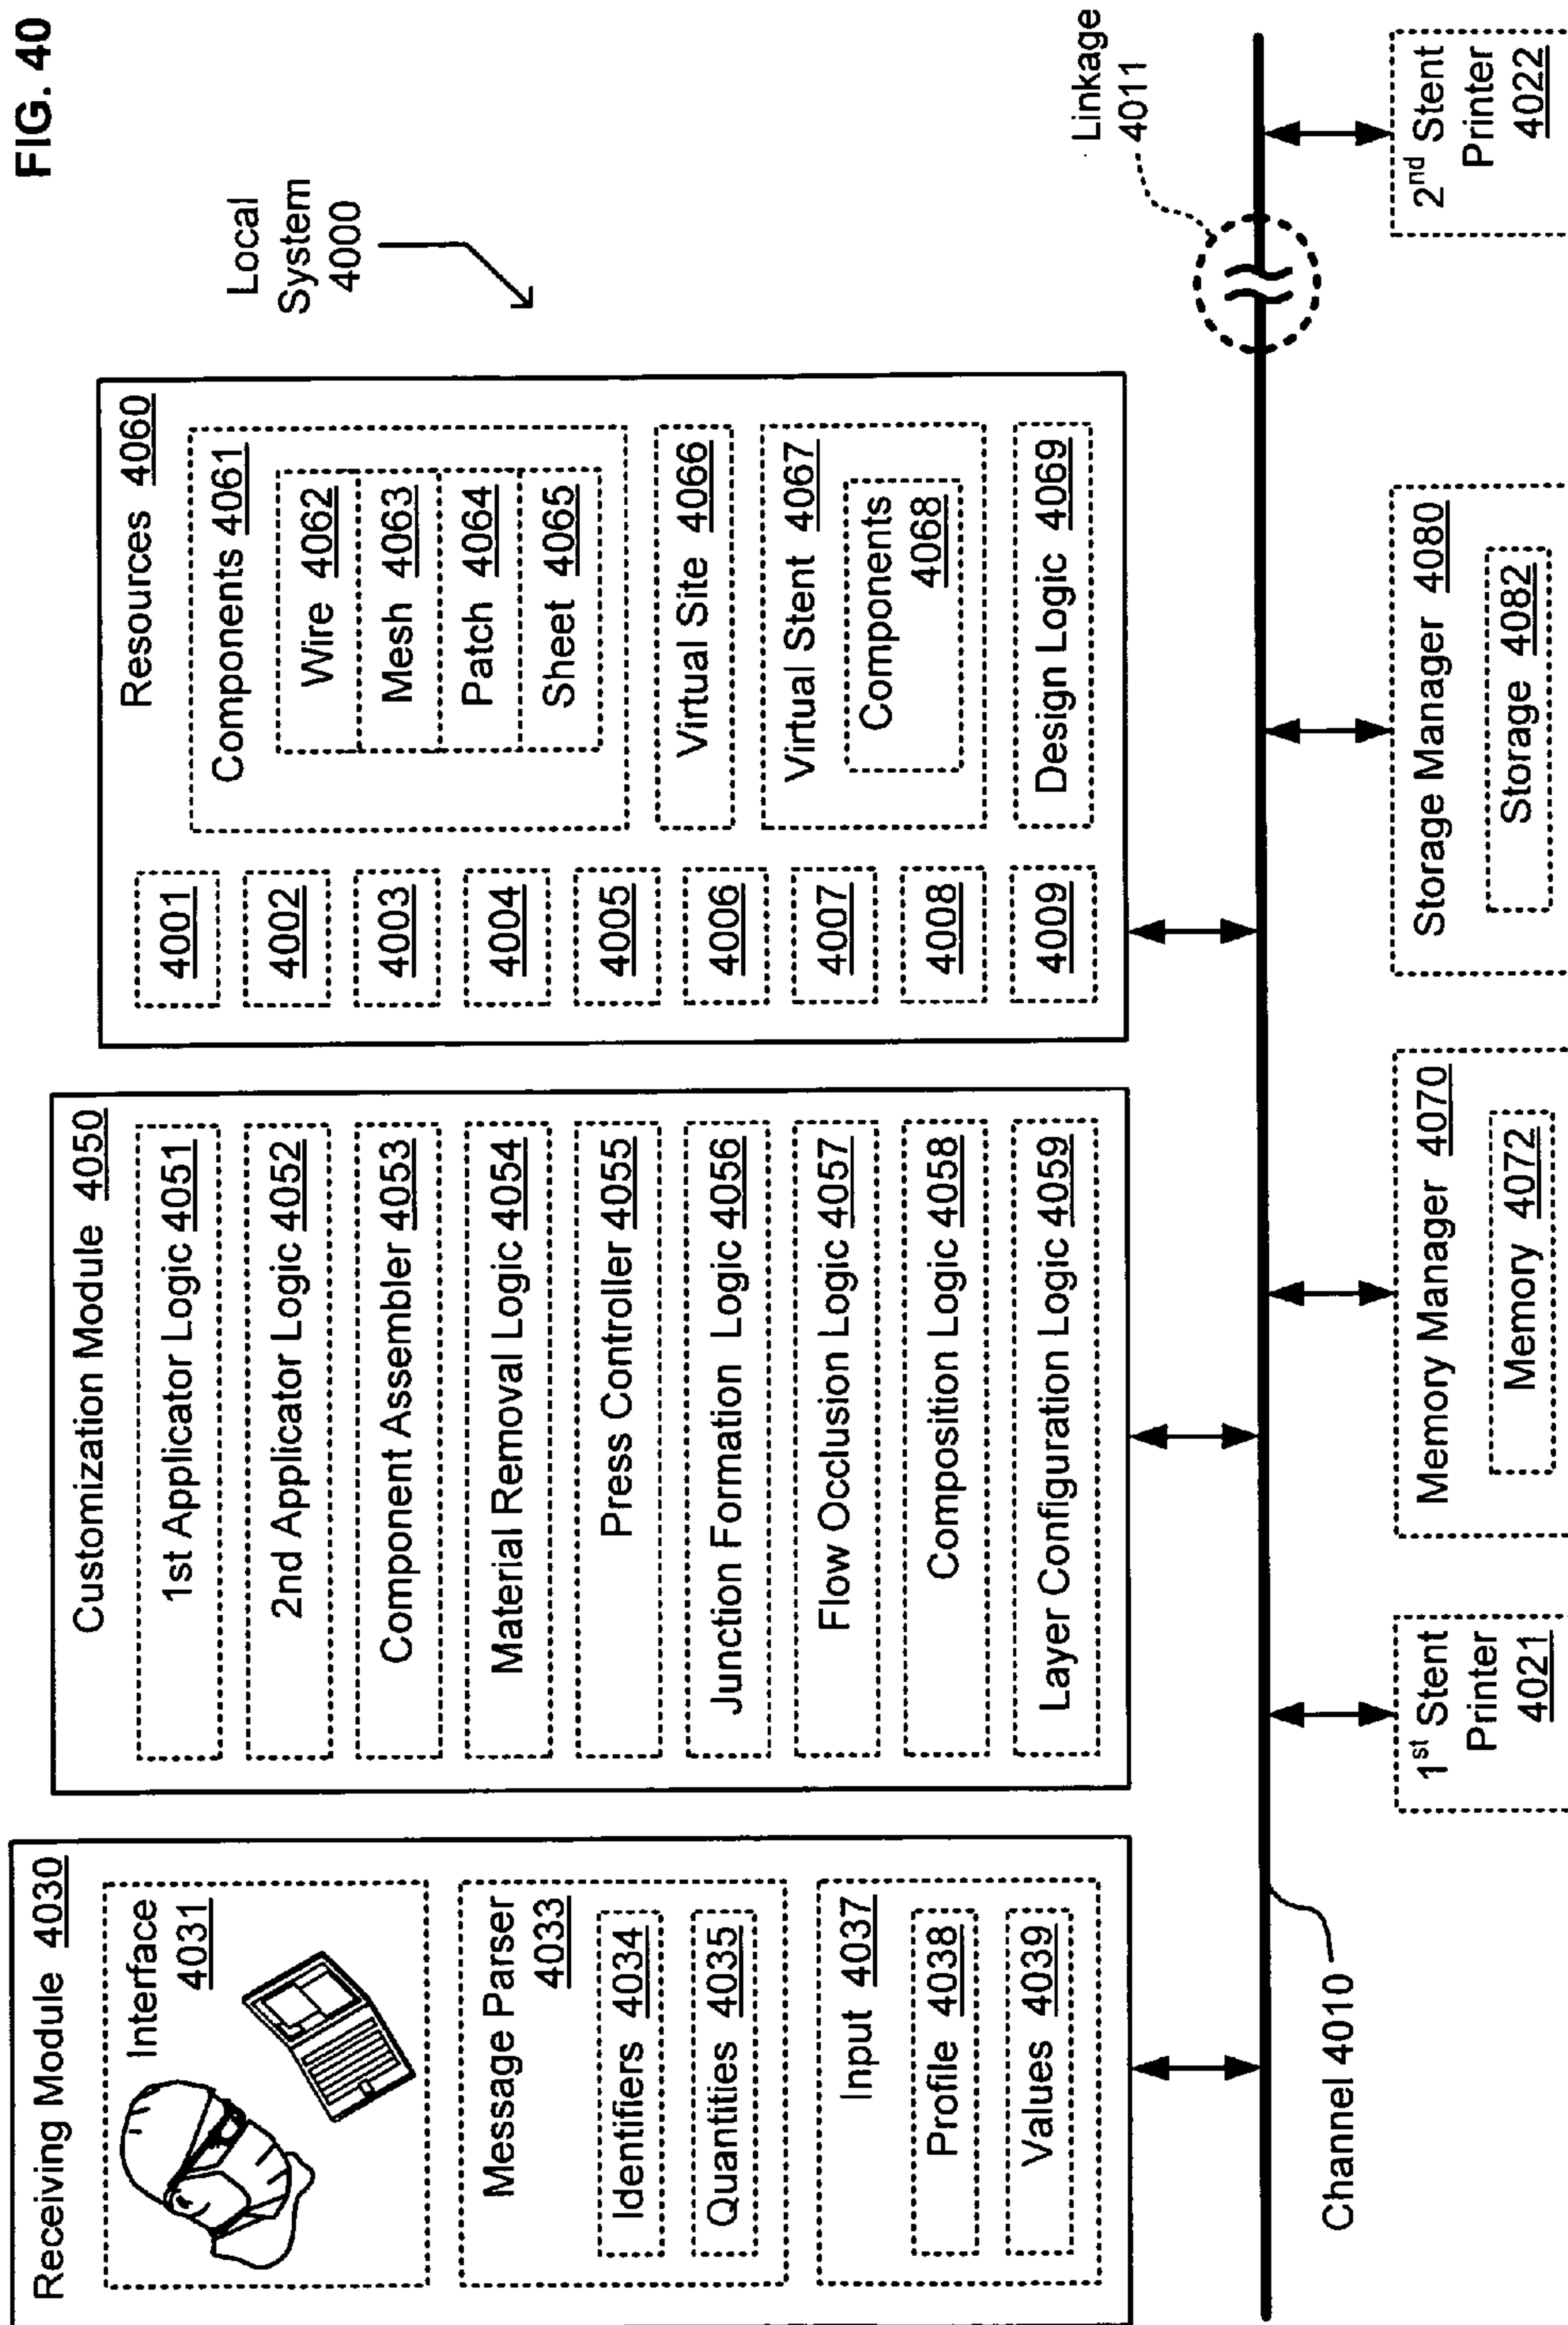 FIG. 40
Local
System
4000
Receiving Module 4030
Interface
4031
Message Parser
4033
Identifiers 4034
Quantities 4035
Input 4037
Profile 4038
Values 4039
Customization Module 4050
1st Applicator Logic 4051
2nd Applicator Logic 4052
Component Assembler 4053
Material Removal Logic 4054
Press Controller 4055
Junction Formation Logic 4056
Flow Occlusion Logic 4057
Composition Logic 4058
Layer Configuration Logic 4059
Resources 4060
4001
4002
4003
4004
4005
4006
4007
4008
4009
Components 4061
Wire 4062
Mesh 4063
Patch 4064
Sheet 4065
Virtual Site 4066
Virtual Stent 4067
Components
4068
Design Logic 4069
Linkage
4011
Channel 4010
1st Stent
Printer
4021
Memory Manager 4070
Memory 4072
Storage Manager 4080
Storage 4082
2nd Stent
Printer
4022